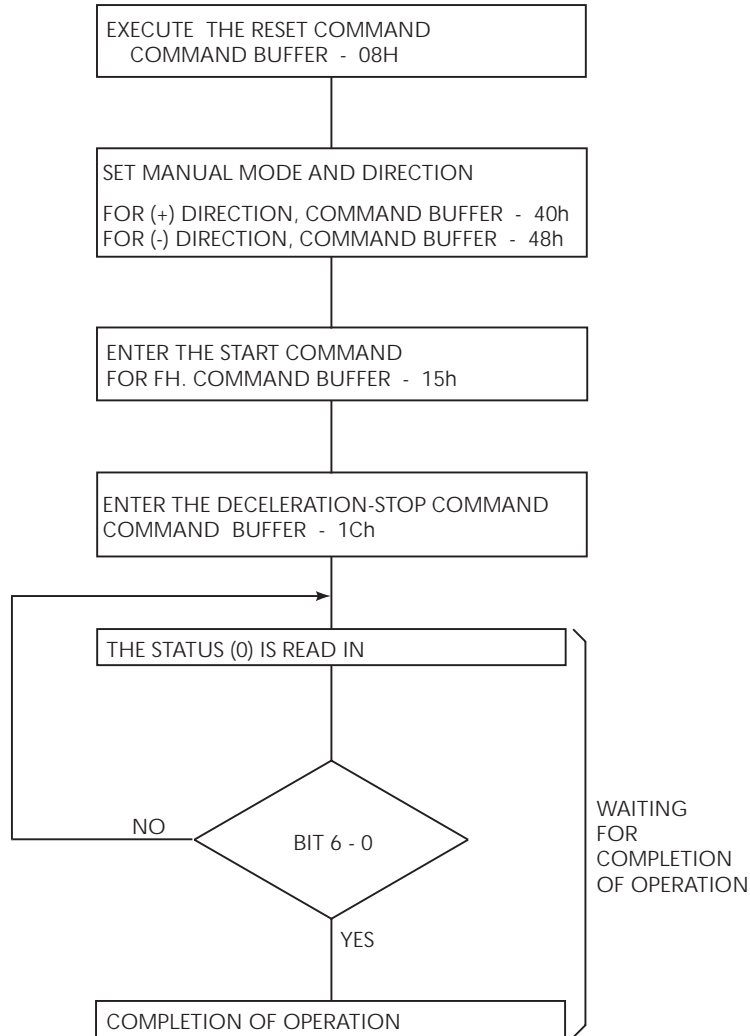 EXECUTE THE RESET COMMAND
COMMAND BUFFER - 08H
SET MANUAL MODE AND DIRECTION
FOR (+) DIRECTION, COMMAND BUFFER - 40h
FOR (-) DIRECTION, COMMAND BUFFER - 48h
ENTER THE START COMMAND
FOR FH. COMMAND BUFFER - 15h
ENTER THE DECELERATION-STOP COMMAND
COMMAND BUFFER - 1Ch
THE STATUS (0) IS READ IN
NO
BIT 6 - 0
YES
WAITING
FOR
COMPLETION
OF OPERATION
COMPLETION OF OPERATION